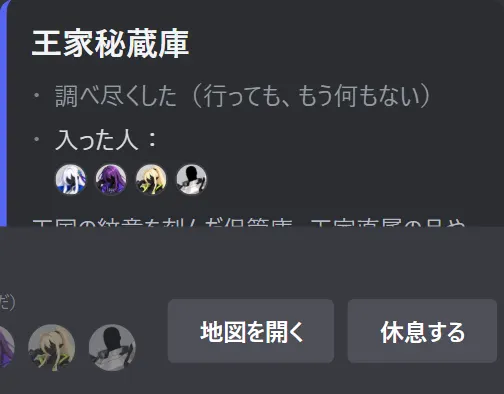 王家秘蔵庫
・ 調べ尽くした（行っても、もう何もない）
・ 入った人：
だ）
地図を開く
休息する